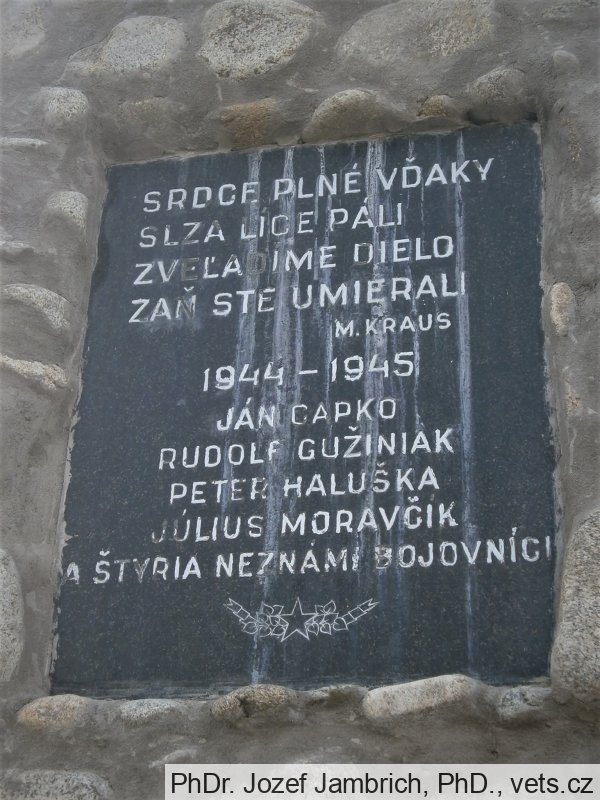 SRDCE PLNÉ VĎAKY
SLZA LÍCE PÁLI
ZVEĽADÍME DIELO
ZAŇ STE UMIERALI
M. KRAUS
1944 – 1945
JÁN CAPKO
RUDOLF GUŽINIAK
PETER HALUŠKA
JÚLIUS MORAVČÍK
A ŠTYRIA NEZNÁMI BOJOVNÍCI
PhDr. Jozef Jambrich, PhD., vets.cz